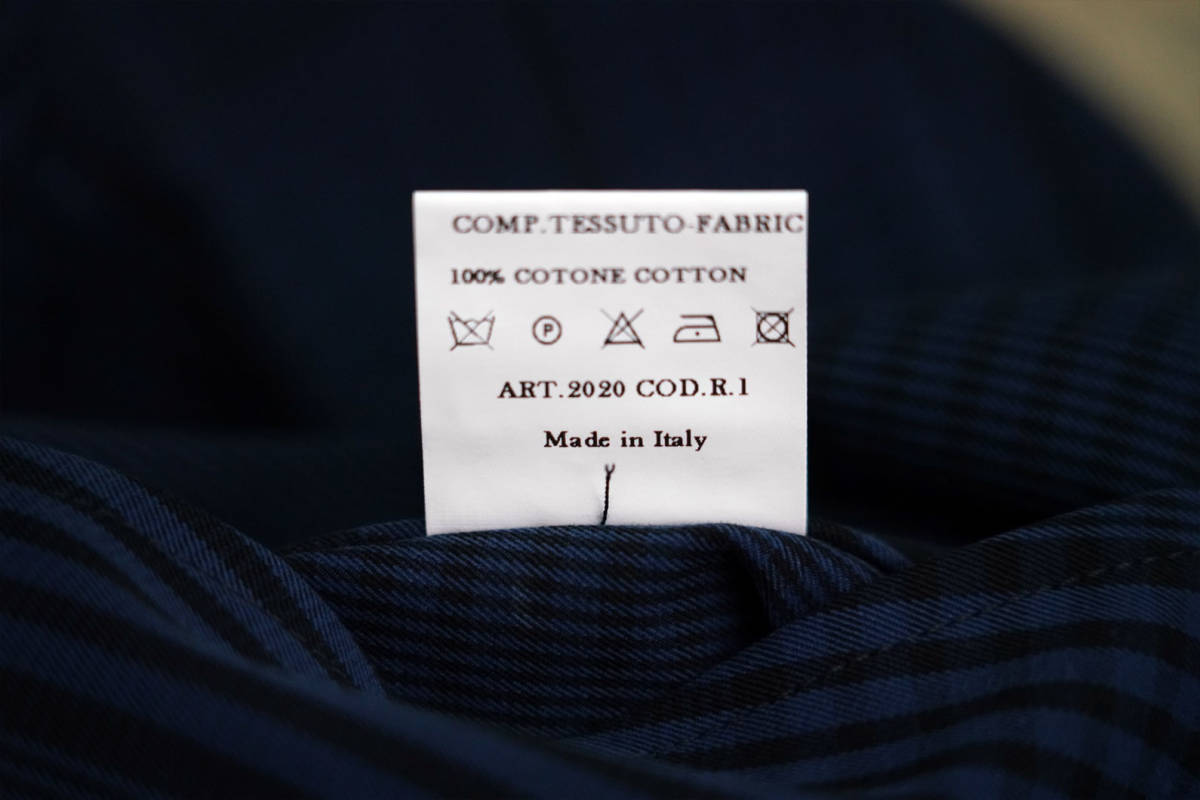 COMP.TESSUTO-FABRIC
100% COTONE COTTON
P
ART.2020 COD.R.1
Made in Italy